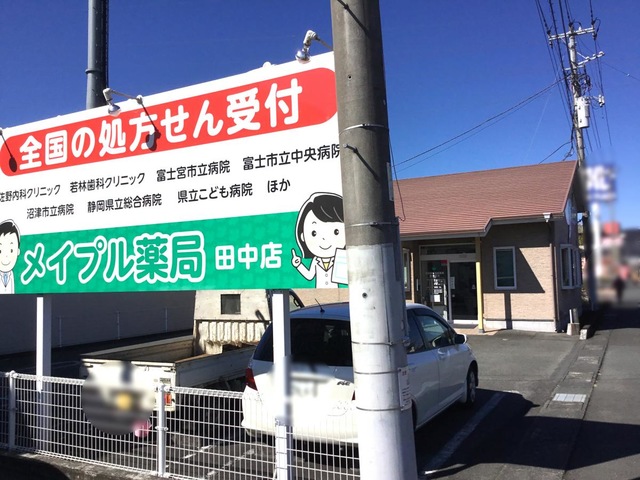 全国の処方せん受付
佐野内科クリニック 若林歯科クリニック 富士宮市立病院 富士市立中央病院
沼津市立病院 静岡県立総合病院 県立こども病院 ほか
メイプル薬局 田中店